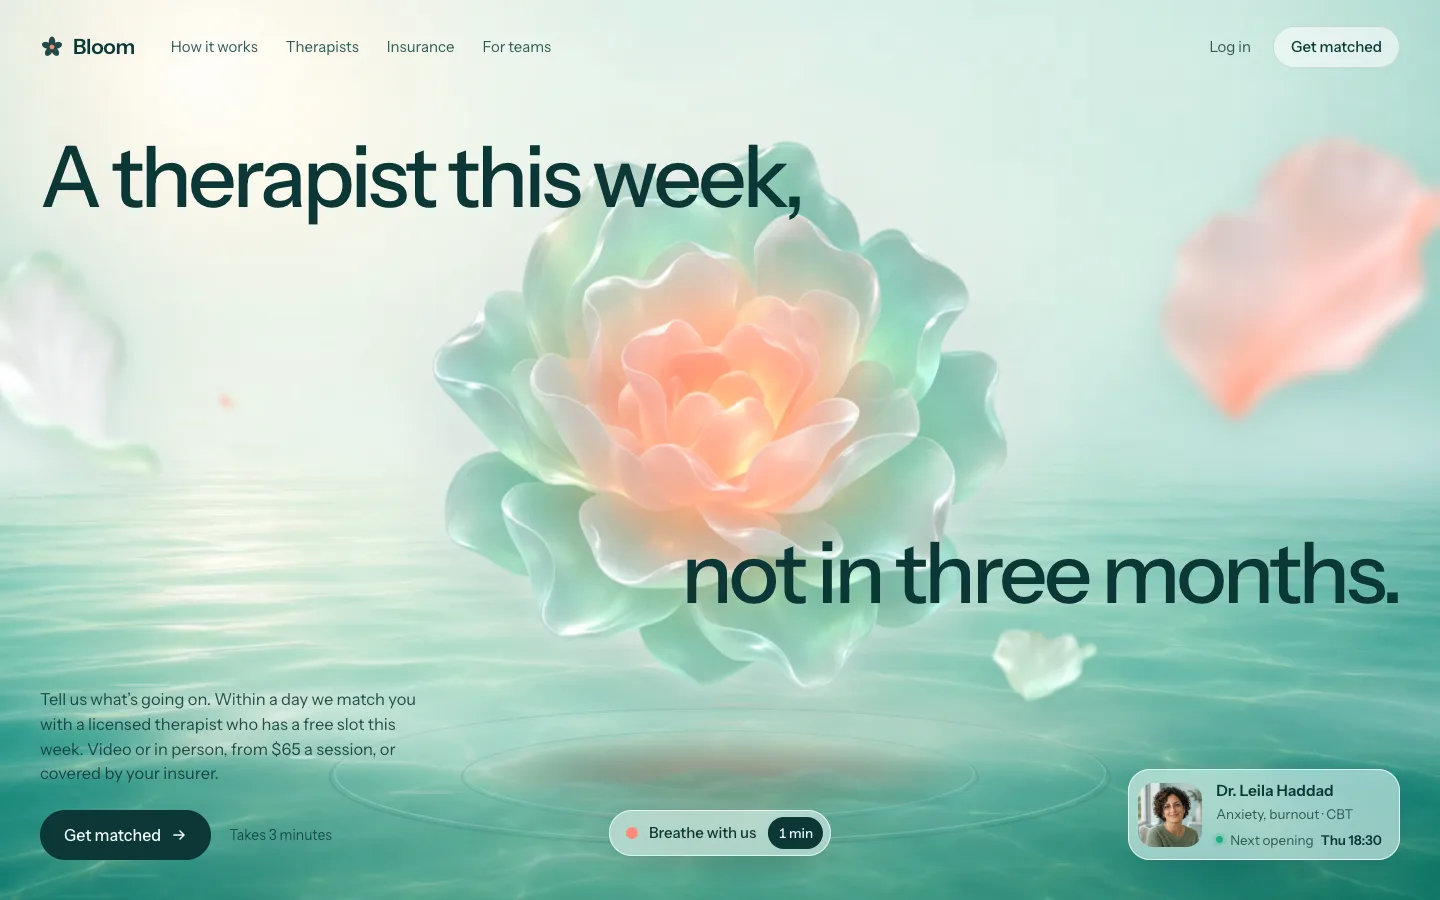 Bloom
How it works
Therapists
Insurance
For teams
Log in
Get matched
A therapist this week,
not in three months.
Tell us what’s going on. Within a day we match you
with a licensed therapist who has a free slot this
week. Video or in person, from $65 a session, or
covered by your insurer.
Get matched →
Takes 3 minutes
Breathe with us
1 min
Dr. Leila Haddad
Anxiety, burnout · CBT
Next opening Thu 18:30